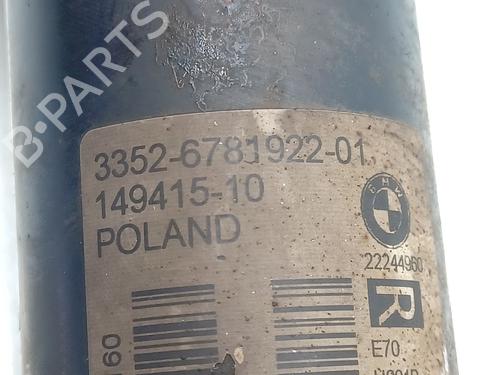 B-PARTS
3352-6781922-01
149415-10
POLAND
BMW
22244960
R
E70